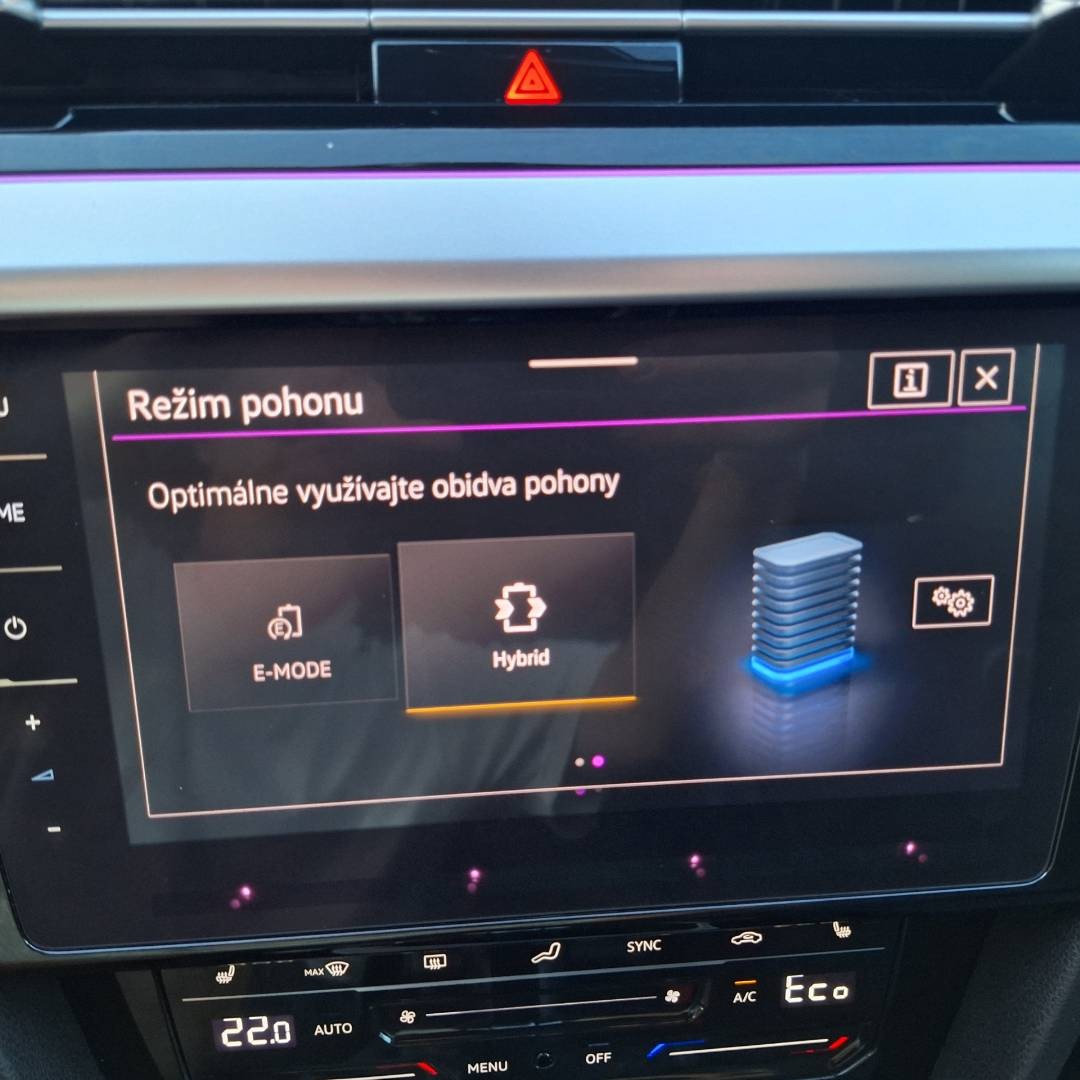 Režim pohonu
Optimálne využívajte obidva pohony
E-MODE
Hybrid
MAX
SYNC
22.0
AUTO
A/C
Eco
MENU
OFF